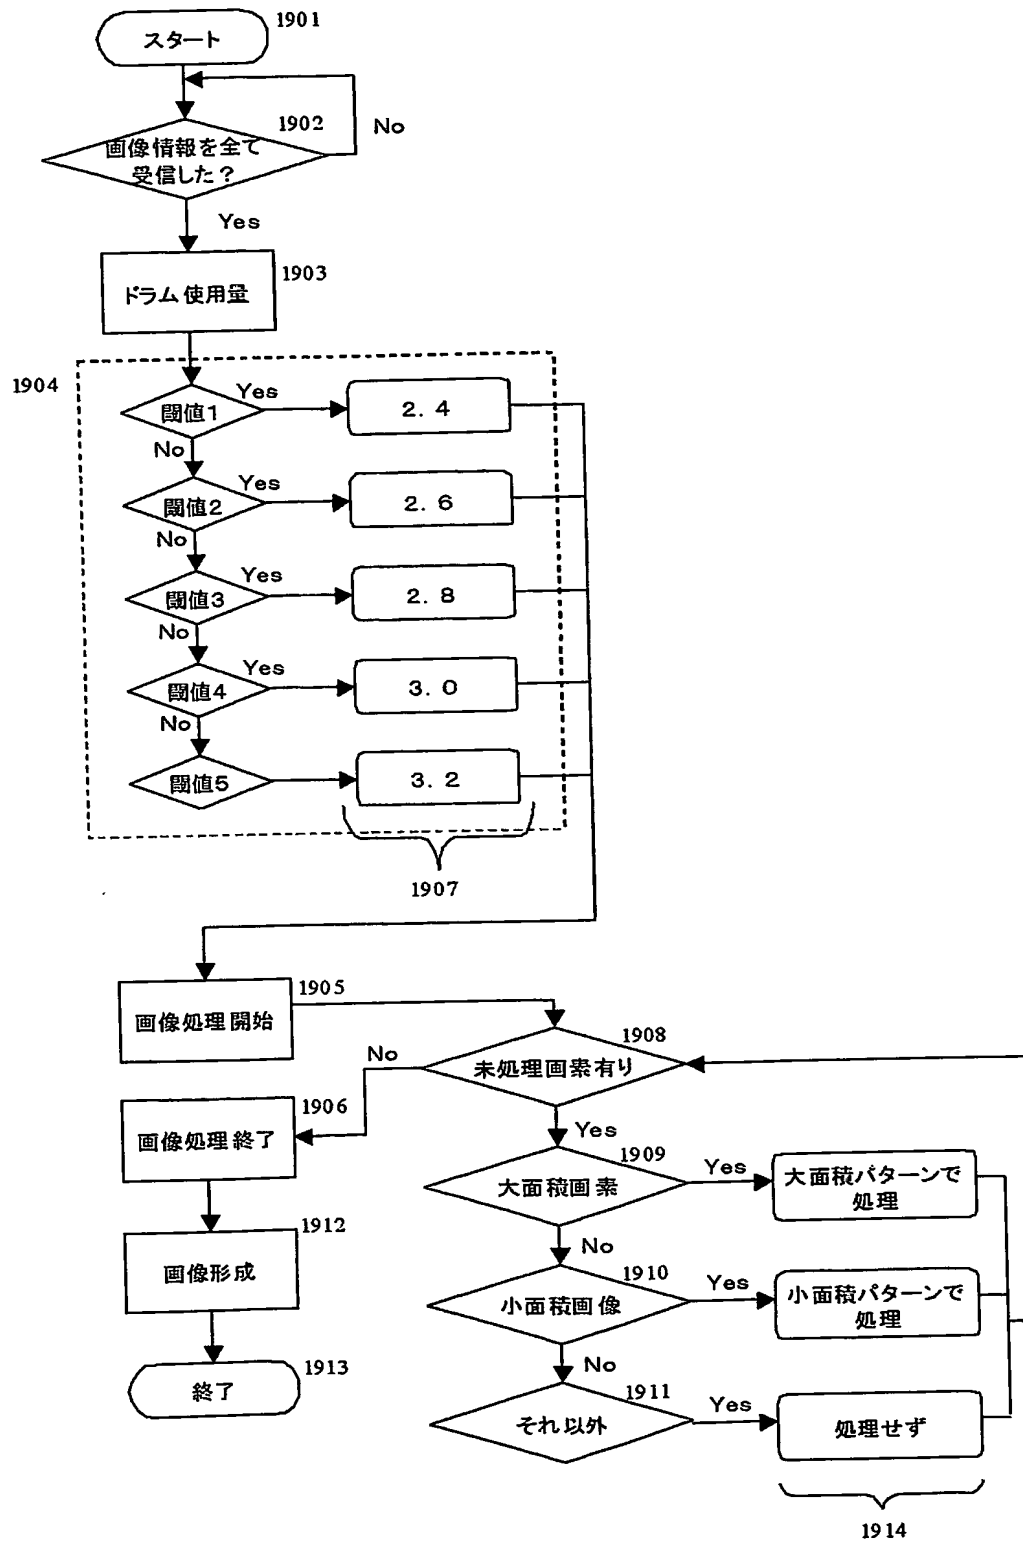 1901
スタート
1902
No
画像情報を全て
受信した？
Yes
1903
ドラム使用量
1904
閾値1
Yes
2.4
No
閾値2
Yes
2.6
No
閾値3
Yes
2.8
No
閾値4
Yes
3.0
No
閾値5
3.2
1907
1905
画像処理開始
1908
未処理画素有り
No
Yes
1906
画像処理終了
1909
大面積画素
Yes
大面積パターンで
処理
No
1912
画像形成
1910
小面積画像
Yes
小面積パターンで
処理
No
1913
終了
1911
それ以外
Yes
処理せず
1914